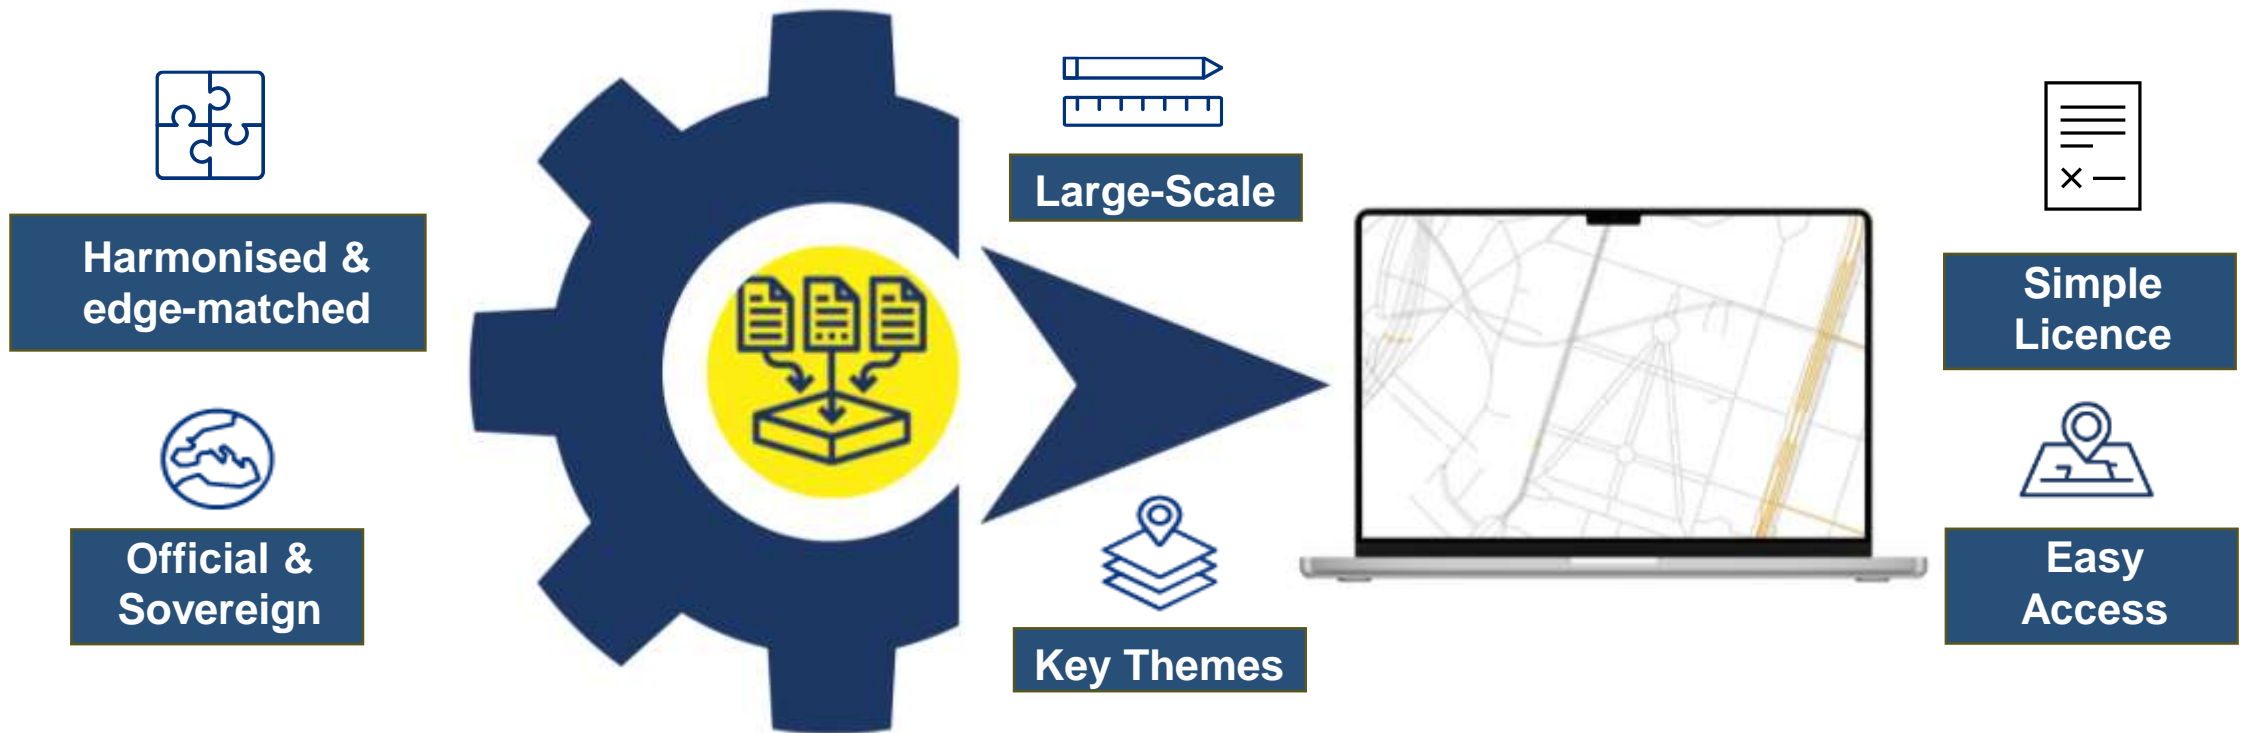 Harmonised &
edge-matched
Official &
Sovereign
Large-Scale
Key Themes
Simple
Licence
Easy
Access